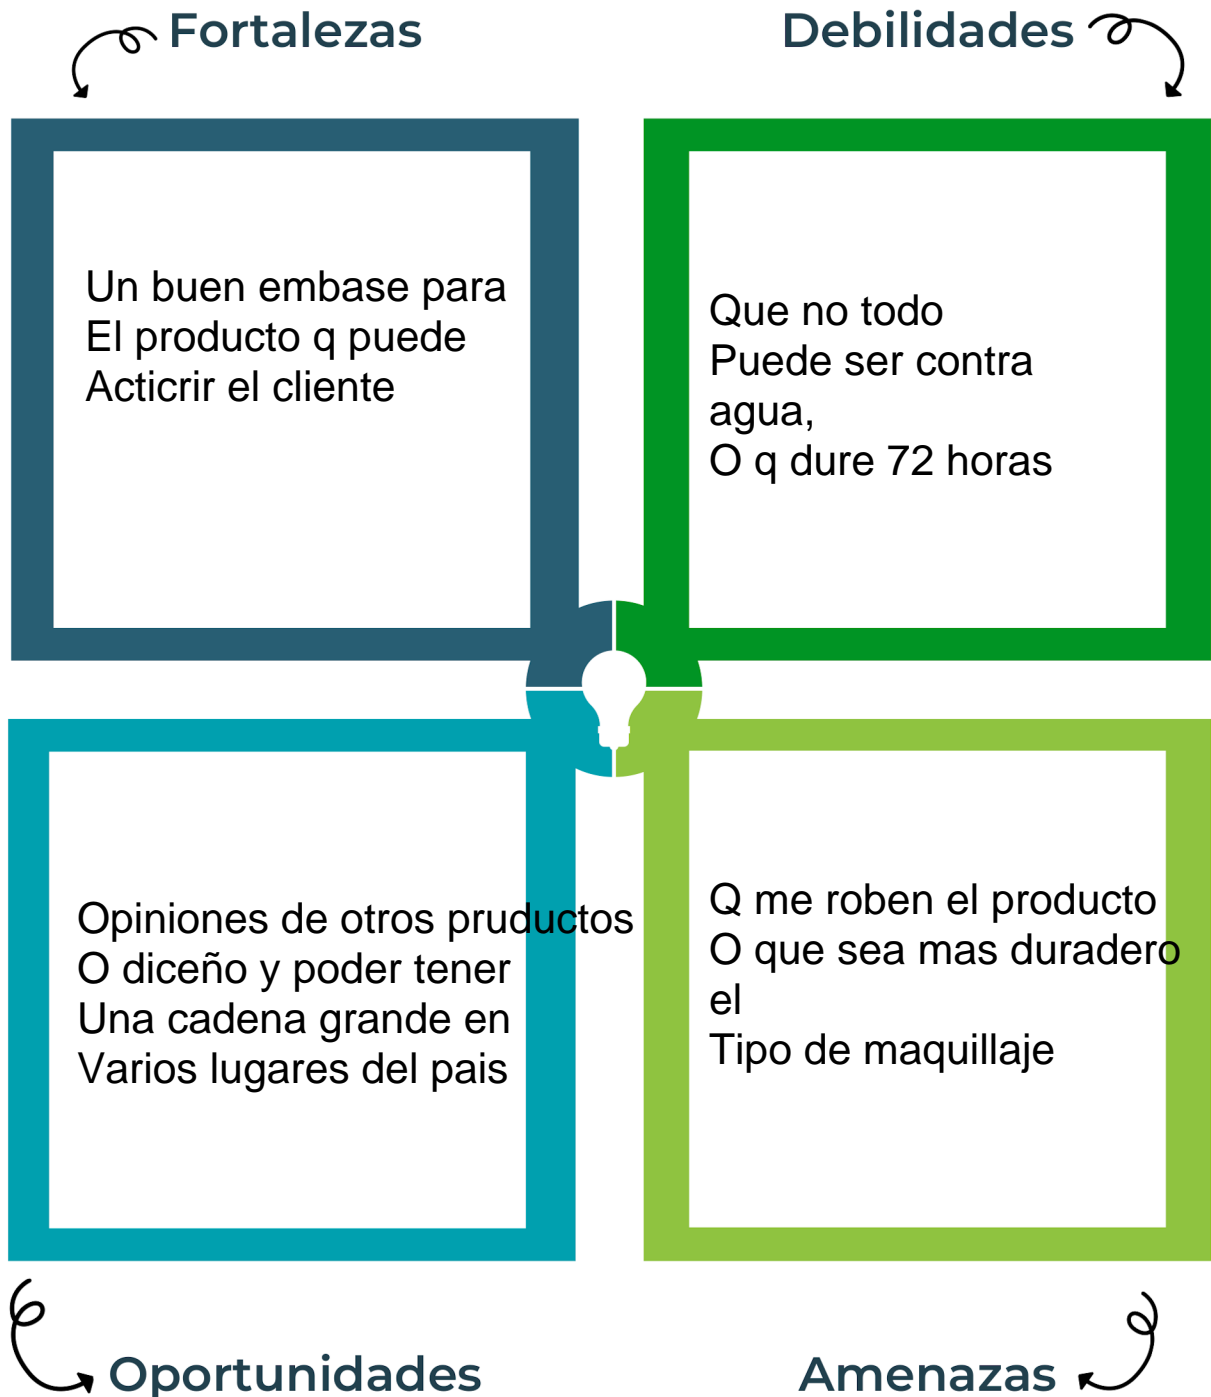 Fortalezas
Debilidades
Un buen embase para
El producto q puede
Acticrir el cliente
Que no todo
Puede ser contra
agua,
O q dure 72 horas
Opiniones de otros pruductos
O diceño y poder tener
Una cadena grande en
Varios lugares del pais
Q me roben el producto
O que sea mas duradero
el
Tipo de maquillaje
Oportunidades
Amenazas